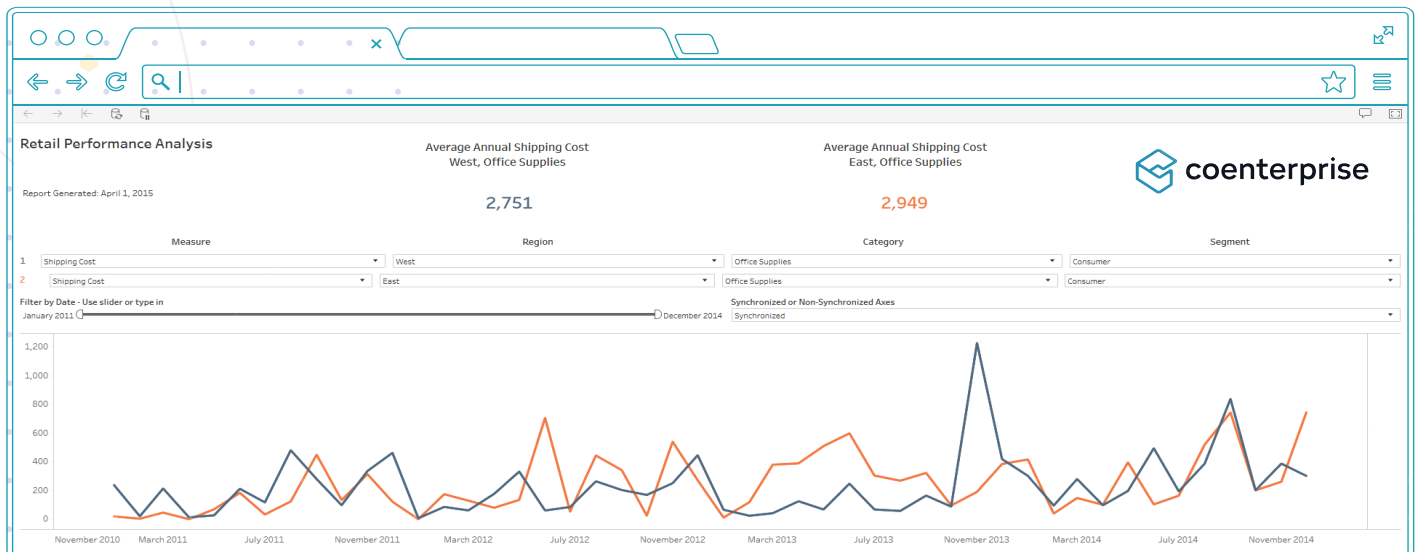 Retail Performance Analysis
Report Generated: April 1, 2015
Average Annual Shipping Cost
West, Office Supplies
2,751
Average Annual Shipping Cost
East, Office Supplies
2,949
coenterprise
Measure Region Category Segment
1 Shipping Cost West Office Supplies Consumer
2 Shipping Cost East Office Supplies Consumer
Filter by Date - Use slider or type in
January 2011 December 2014
Synchronized or Non-Synchronized Axes
Synchronized
1,200
1,000
800
600
400
200
0
November 2010 March 2011 July 2011 November 2011 March 2012 July 2012 November 2012 March 2013 July 2013 November 2013 March 2014 July 2014 November 2014